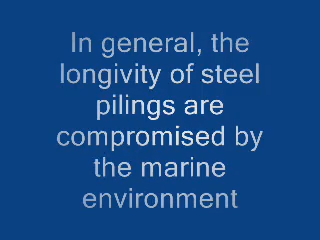 In general, the
longivity of steel
pilings are
compromised by
the marine
environment